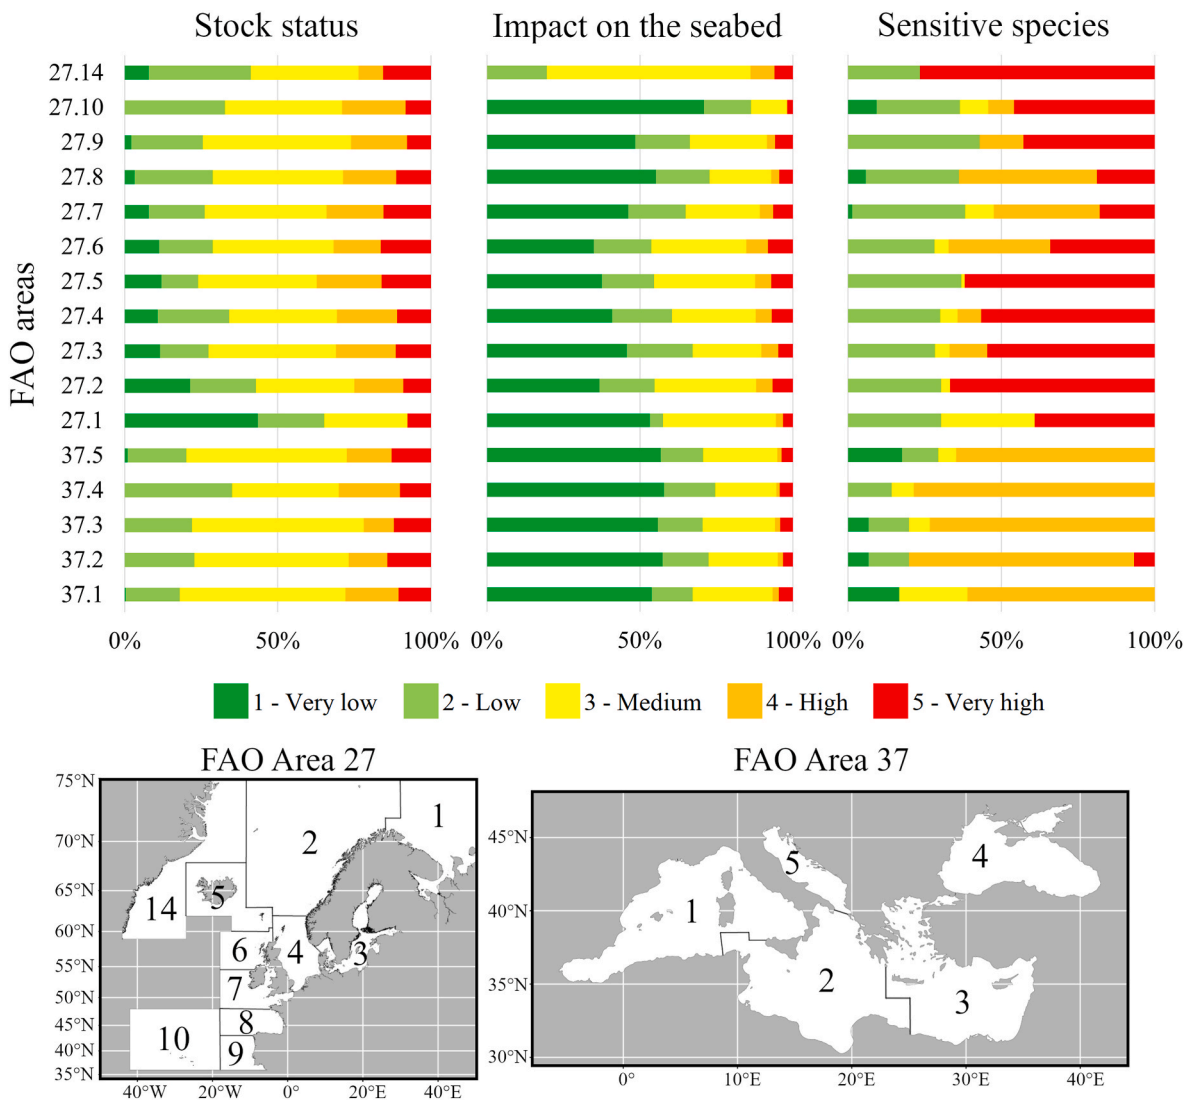 Stock status Impact on the seabed Sensitive species
FAO areas
27.14
27.10
27.9
27.8
27.7
27.6
27.5
27.4
27.3
27.2
27.1
37.5
37.4
37.3
37.2
37.1
0% 50% 100% 0% 50% 100% 0% 50% 100%
1 - Very low 2 - Low 3 - Medium 4 - High 5 - Very high
FAO Area 27
75°N
70°N
65°N
60°N
55°N
50°N
45°N
40°N
35°N
1
2
5
14
6
4
3
7
8
10
9
40°W 20°W 0° 20°E 40°E
FAO Area 37
45°N
40°N
35°N
30°N
5
4
1
2
3
0° 10°E 20°E 30°E 40°E